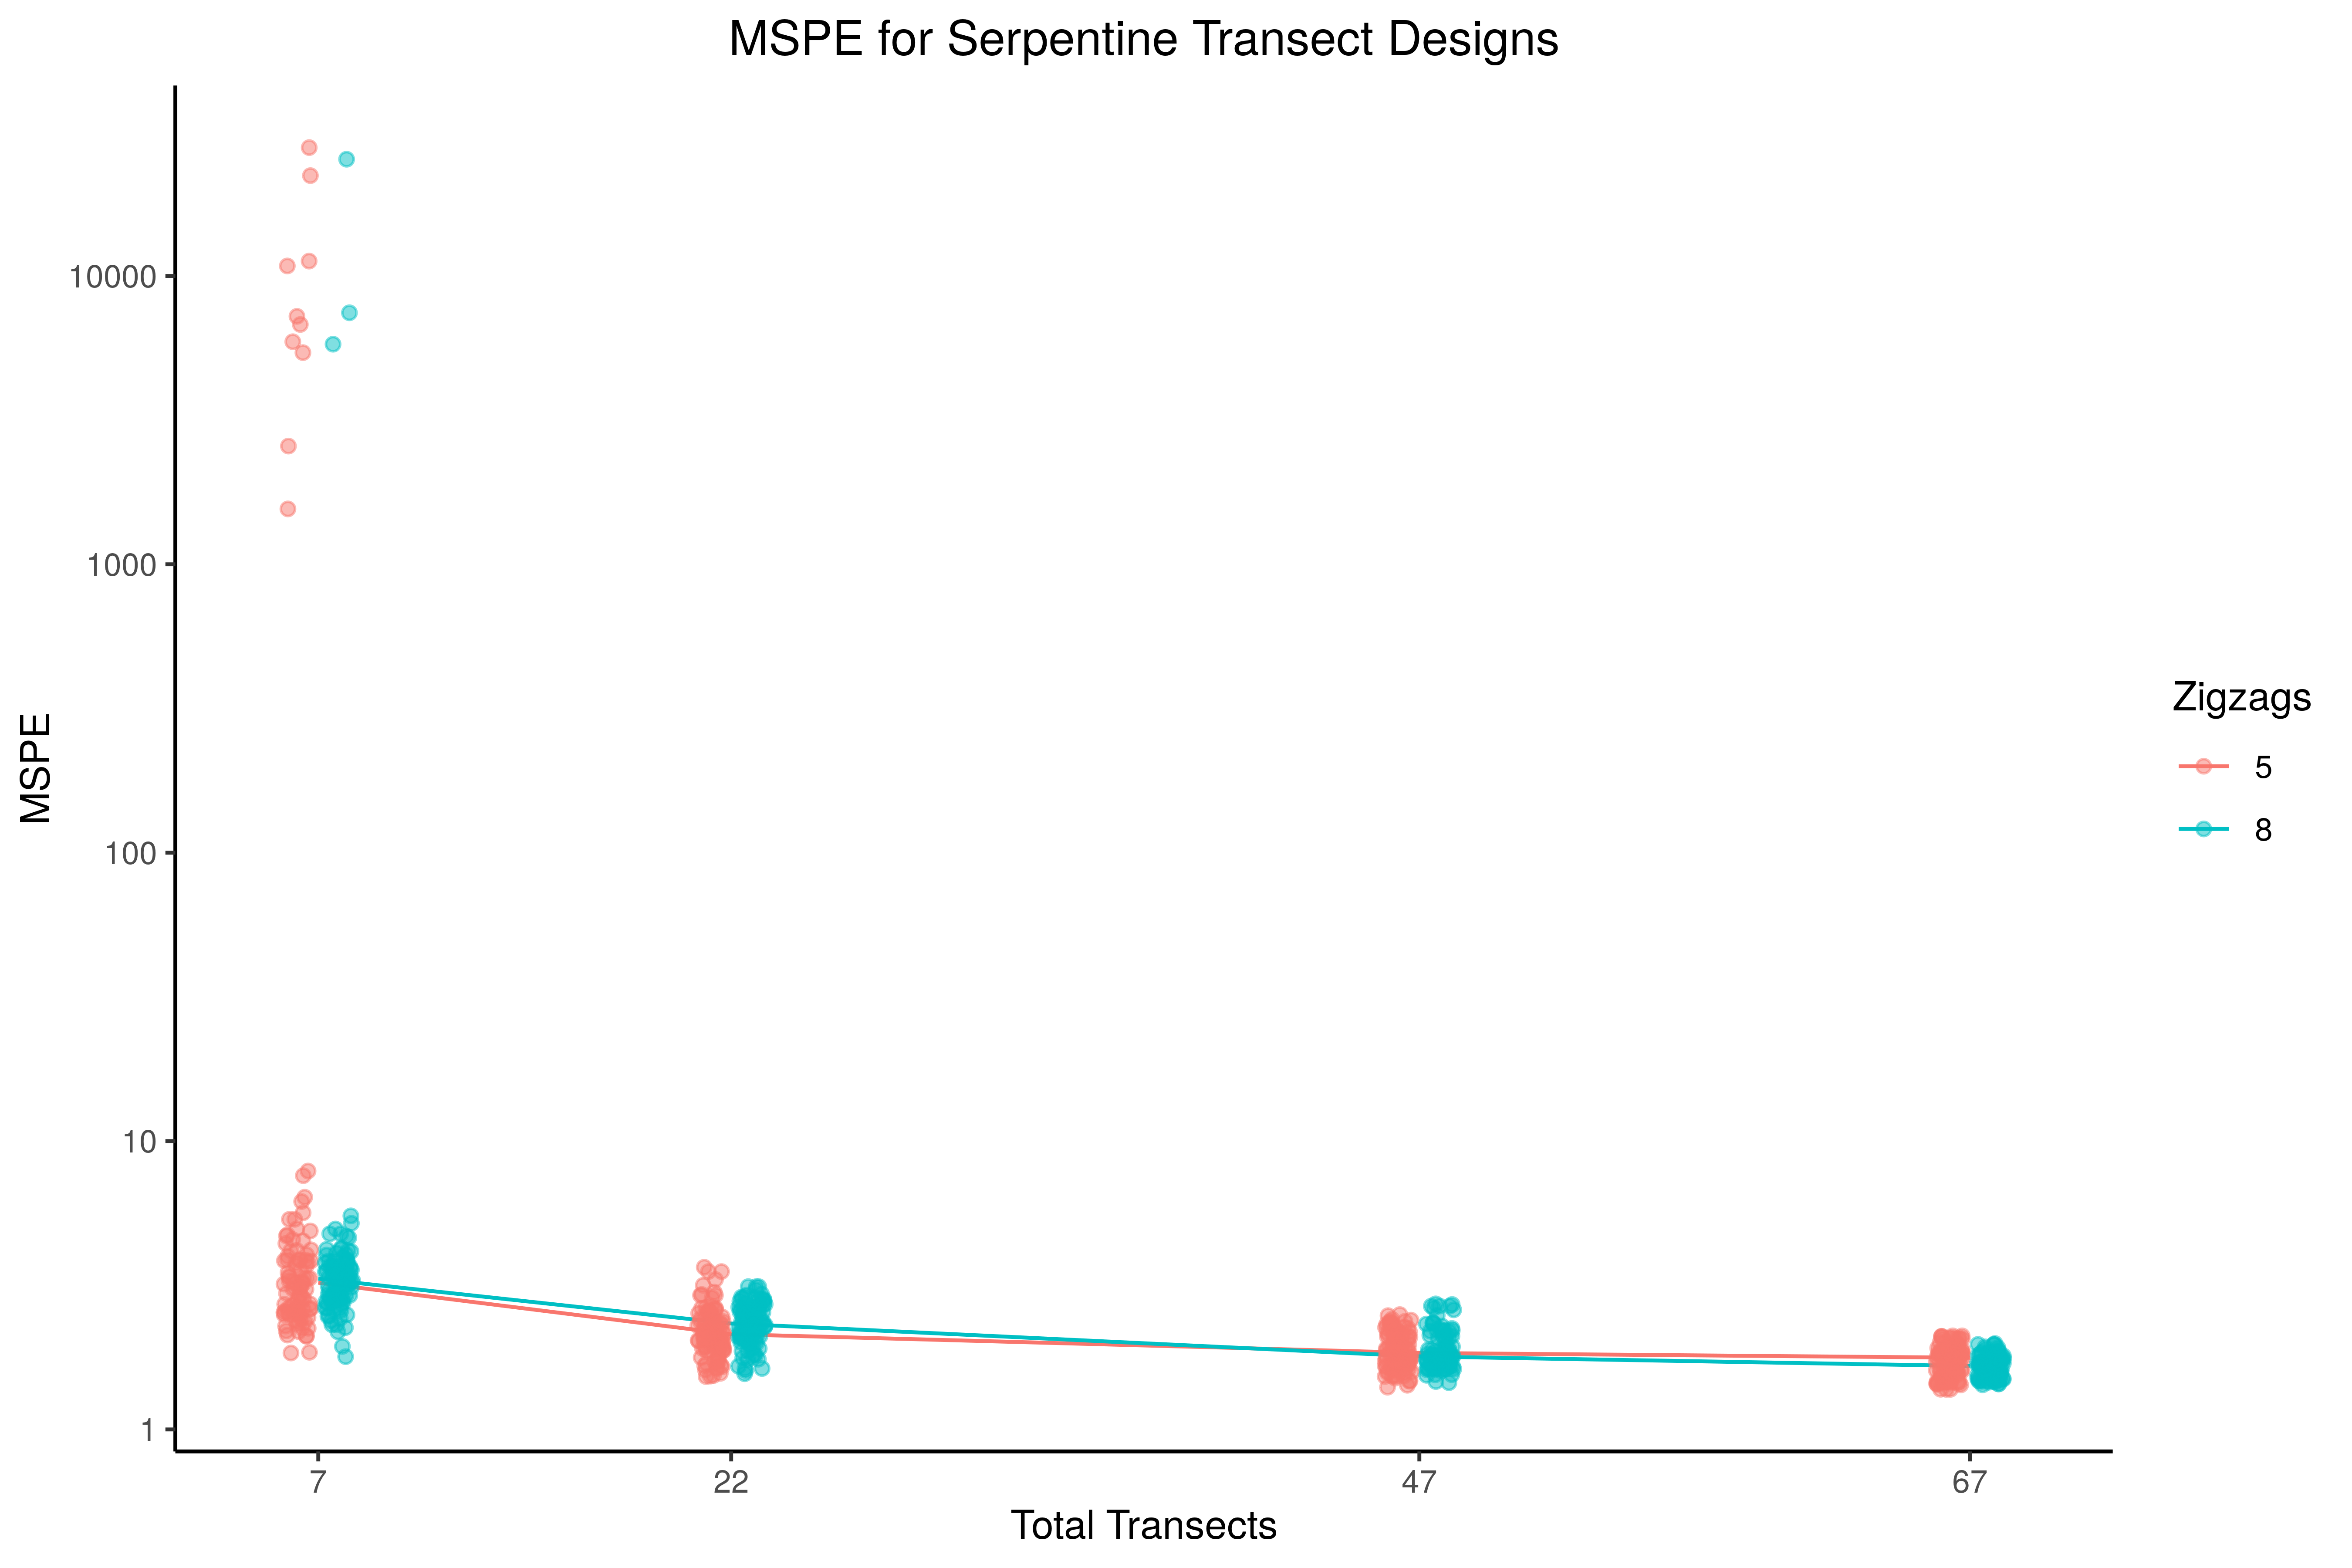 MSPE for Serpentine Transect Designs
MSPE
10000
1000
100
10
1
7 22 47 67
Total Transects
Zigzags
5
8